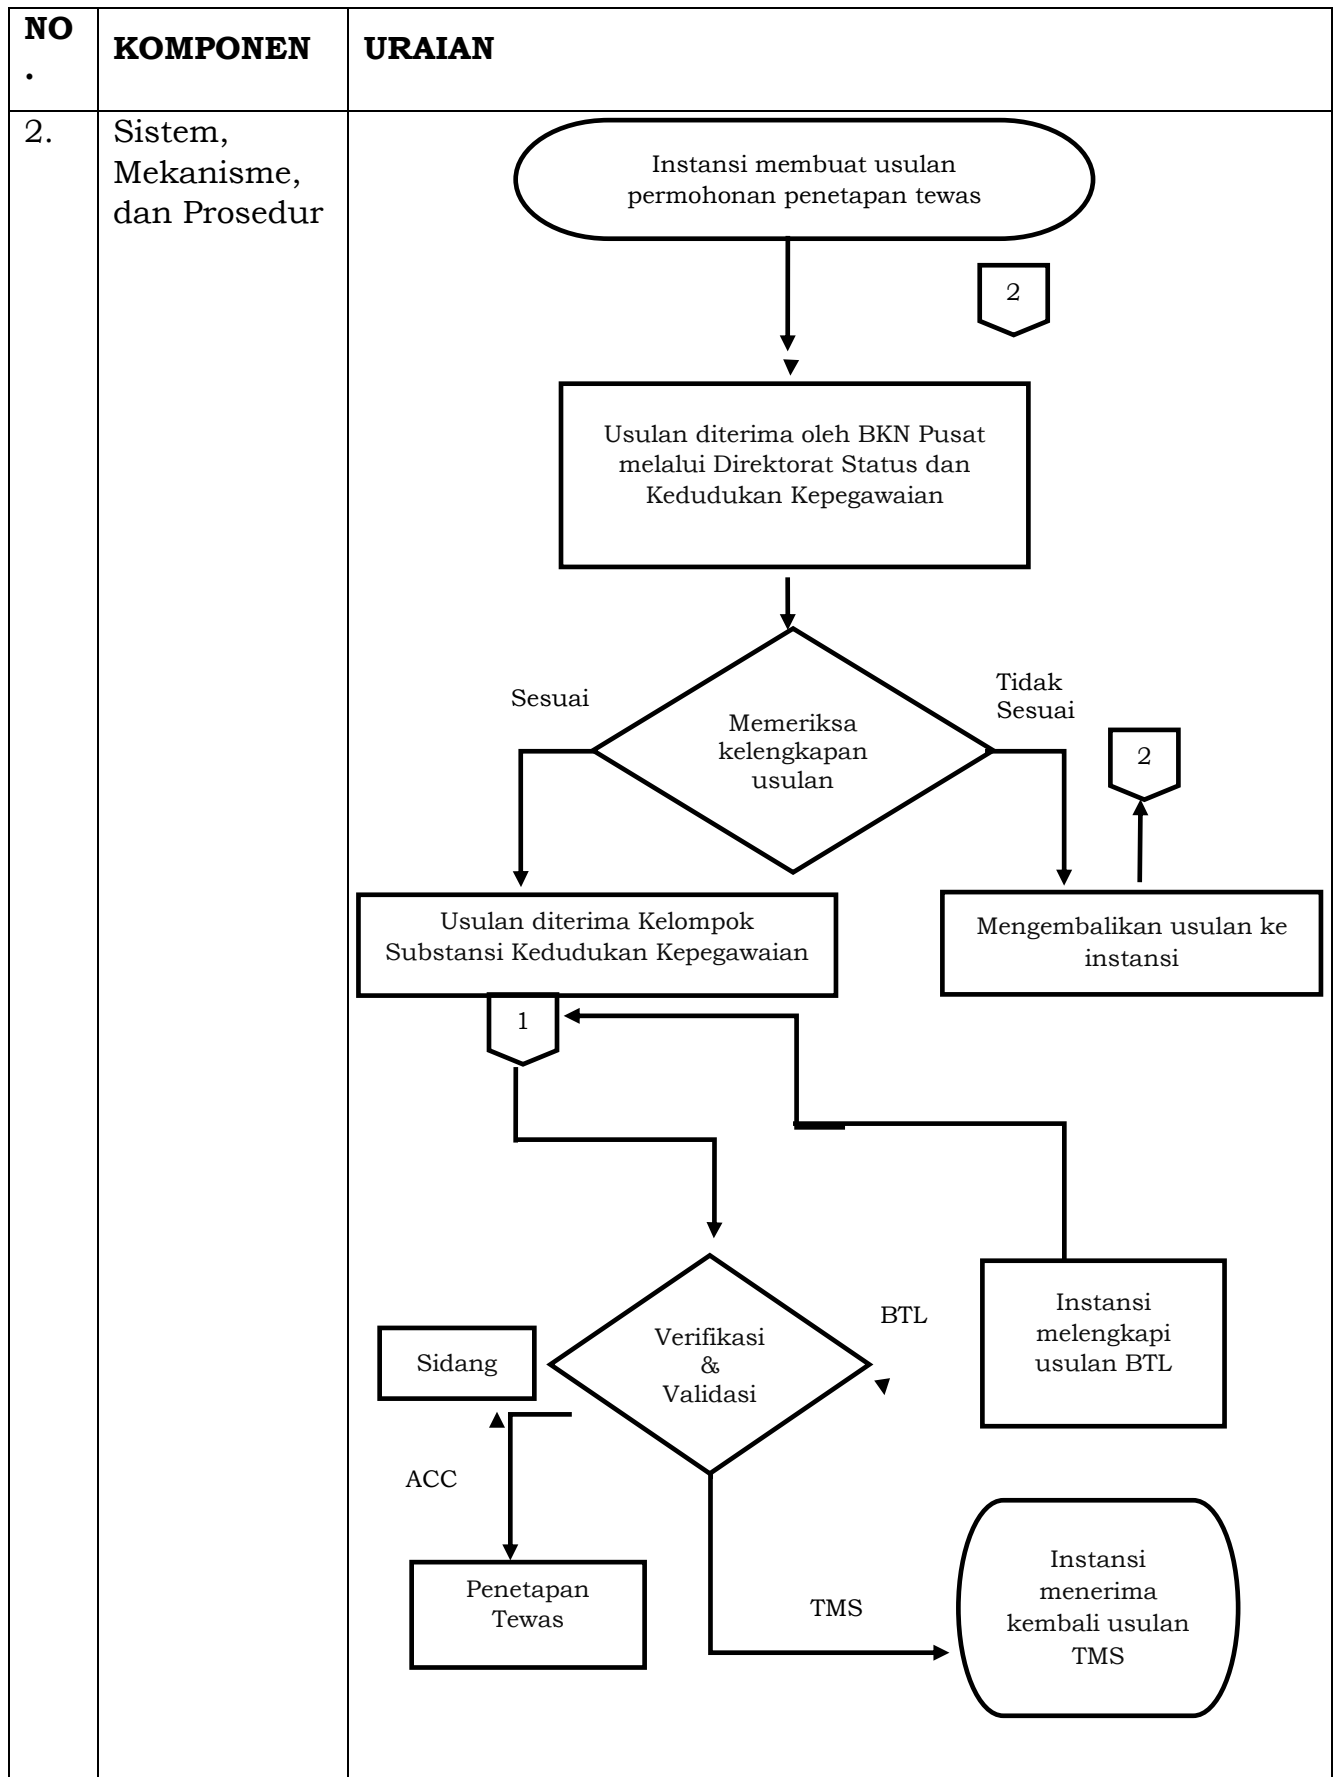 NO
.
KOMPONEN
URAIAN
2.
Sistem,
Mekanisme,
dan Prosedur
Instansi membuat usulan
permohonan penetapan tewas
2
Usulan diterima oleh BKN Pusat
melalui Direktorat Status dan
Kedudukan Kepegawaian
Sesuai
Tidak
Sesuai
Memeriksa
kelengkapan
usulan
2
Usulan diterima Kelompok
Substansi Kedudukan Kepegawaian
Mengembalikan usulan ke
instansi
1
Sidang
Verifikasi
&
Validasi
BTL
Instansi
melengkapi
usulan BTL
ACC
Penetapan
Tewas
TMS
Instansi
menerima
kembali usulan
TMS